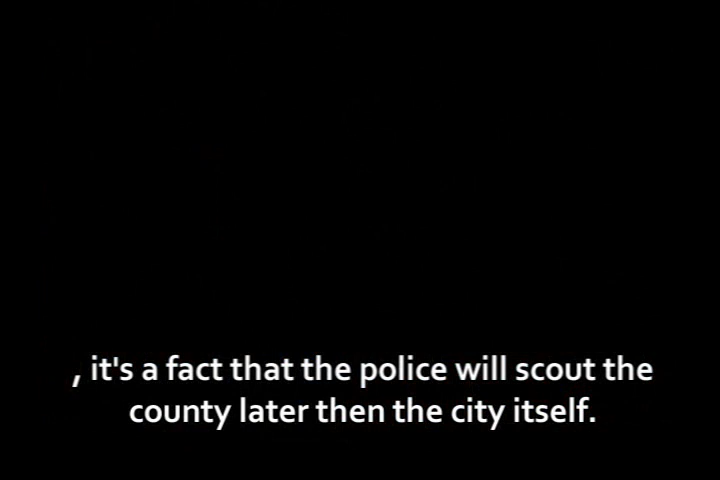 , it's a fact that the police will scout the
county later then the city itself.